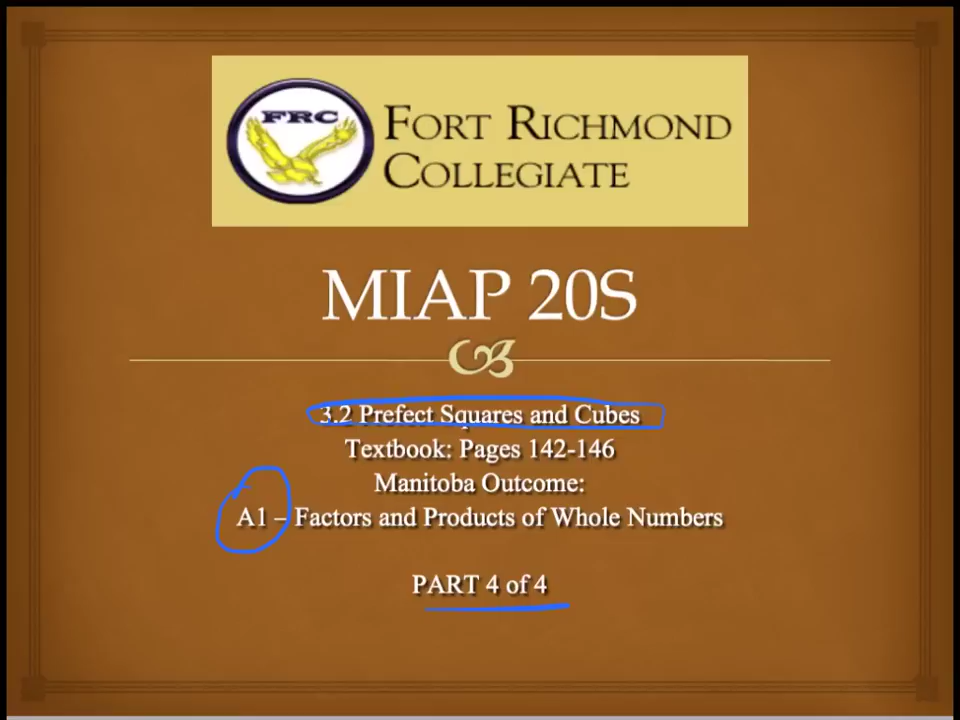 FRC
FORT RICHMOND
COLLEGIATE
MIAP 20S
3.2 Prefect Squares and Cubes
Textbook: Pages 142-146
Manitoba Outcome:
A1 – Factors and Products of Whole Numbers
PART 4 of 4